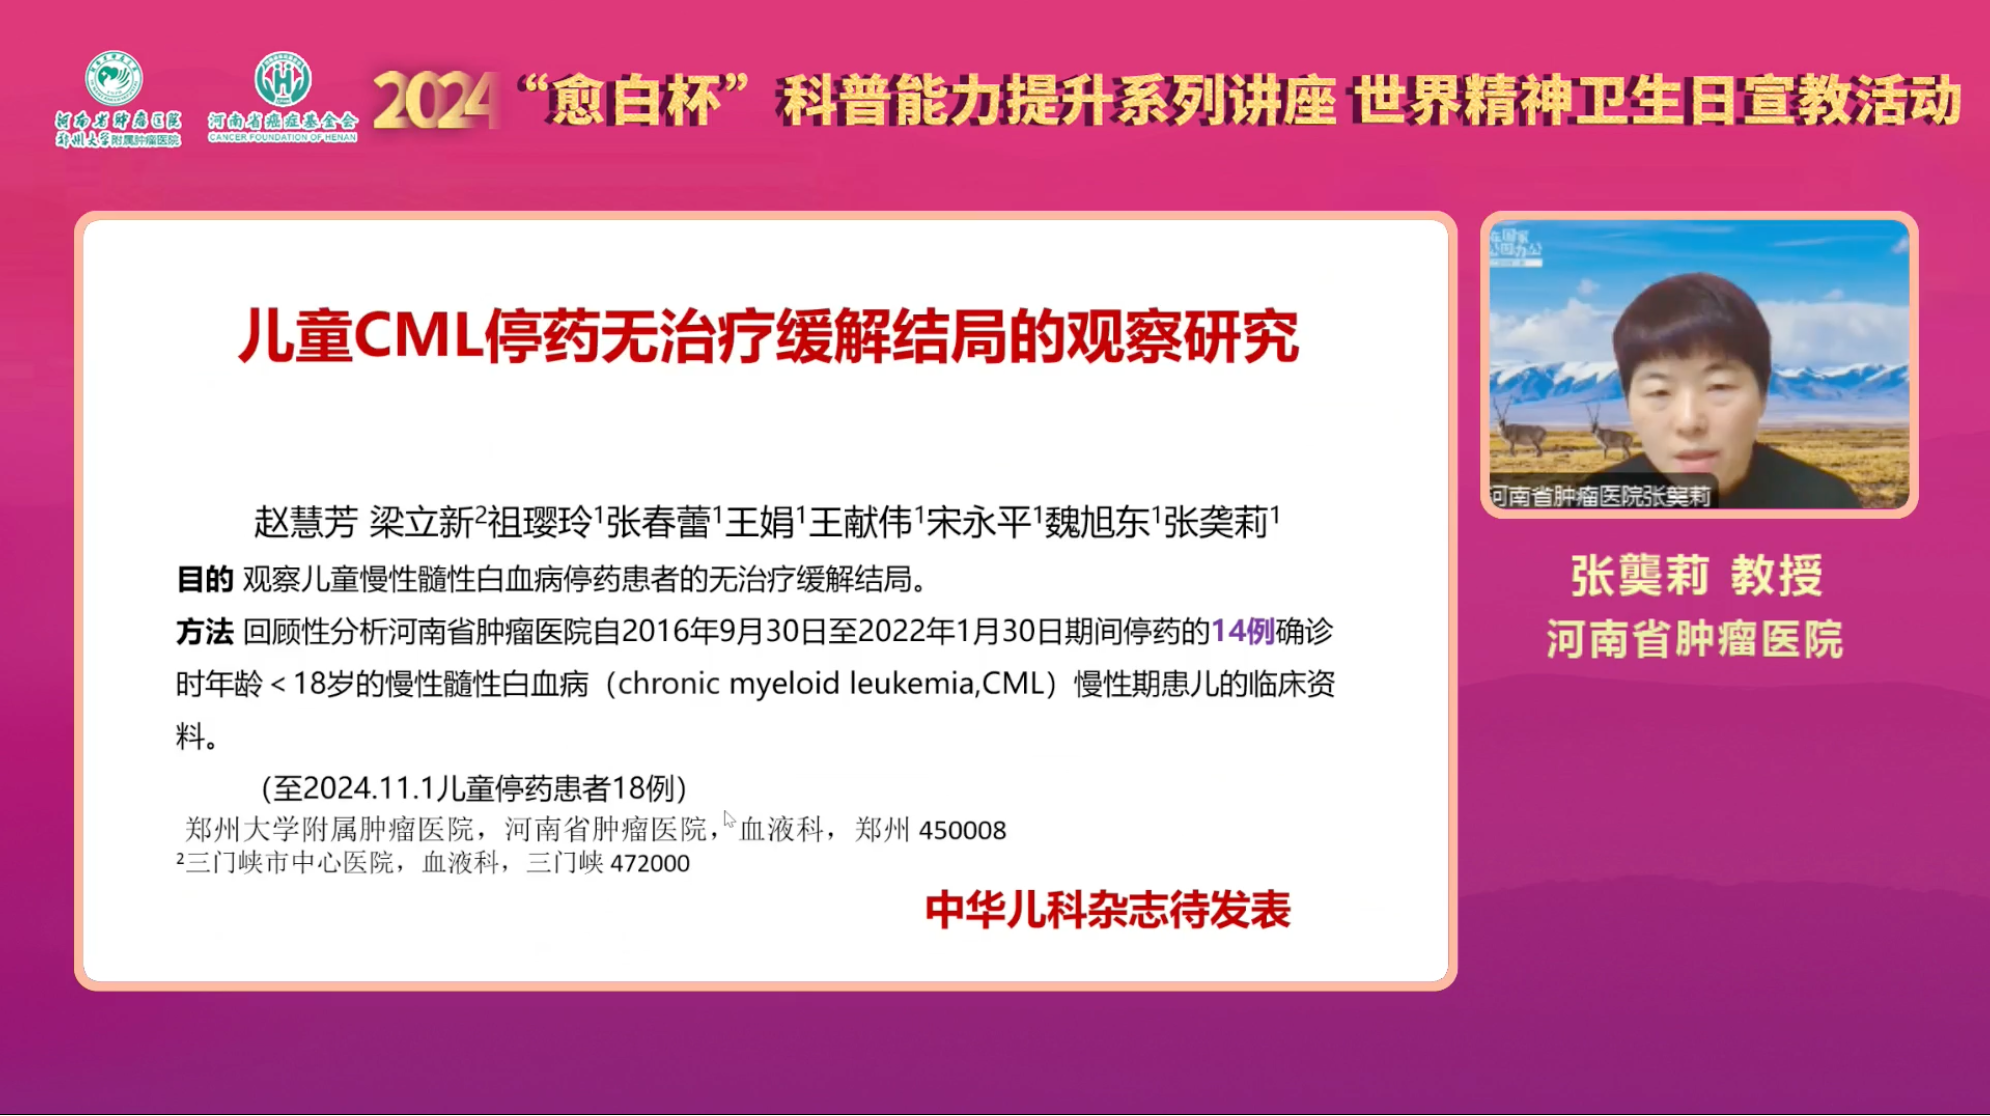 河南省肿瘤医院
郑州大学附属肿瘤医院
河南省癌症基金会
CANCER FOUNDATION OF HENAN
2024 “愈白杯”科普能力提升系列讲座 世界精神卫生日宣教活动
儿童CML停药无治疗缓解结局的观察研究
赵慧芳 梁立新²祖璎玲¹张春蕾¹王娟¹王献伟¹宋永平¹魏旭东¹张龑莉¹
目的 观察儿童慢性髓性白血病停药患者的无治疗缓解结局。
方法 回顾性分析河南省肿瘤医院自2016年9月30日至2022年1月30日期间停药的14例确诊
时年龄＜18岁的慢性髓性白血病（chronic myeloid leukemia,CML）慢性期患儿的临床资
料。
（至2024.11.1儿童停药患者18例）
郑州大学附属肿瘤医院，河南省肿瘤医院，血液科，郑州 450008
²三门峡市中心医院，血液科，三门峡 472000
中华儿科杂志待发表
河南省肿瘤医院张龑莉
张龑莉 教授
河南省肿瘤医院